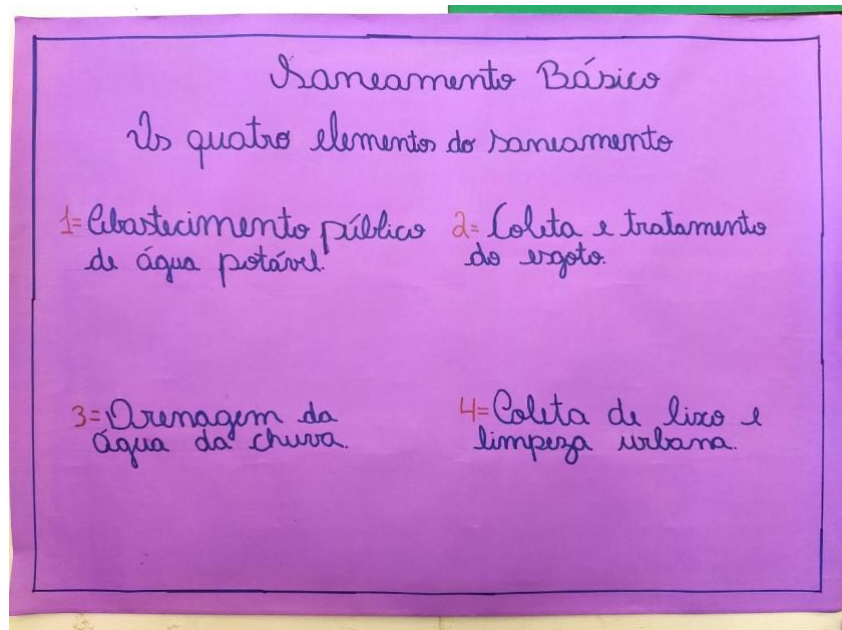 Saneamento Básico
Os quatro elementos do saneamento
1= Abastecimento público
de água potável.
2= Coleta e tratamento
do esgoto.
3= Drenagem da
água da chuva.
4= Coleta de lixo e
limpeza urbana.